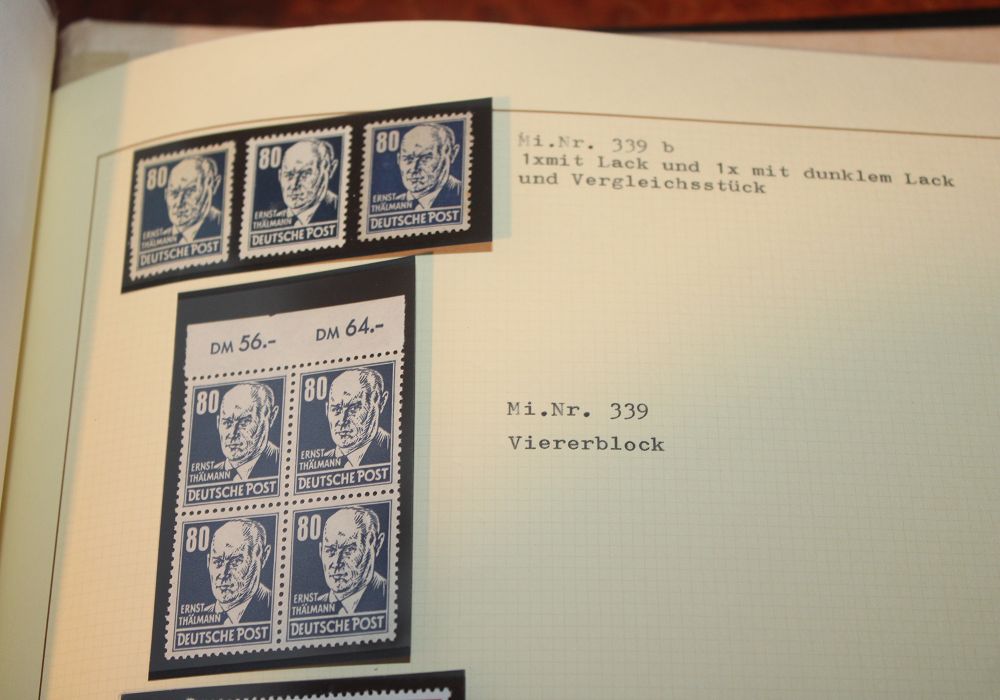 80
ERNST
THÄLMANN
DEUTSCHE POST
80
ERNST
THÄLMANN
DEUTSCHE POST
80
ERNST
THÄLMANN
DEUTSCHE POST
Mi.Nr. 339 b
1xmit Lack und 1x mit dunklem Lack
und Vergleichsstück
DM 56.- DM 64.-
80
ERNST
THÄLMANN
DEUTSCHE POST
80
ERNST
THÄLMANN
DEUTSCHE POST
80
ERNST
THÄLMANN
DEUTSCHE POST
80
ERNST
THÄLMANN
DEUTSCHE POST
Mi.Nr. 339
Viererblock